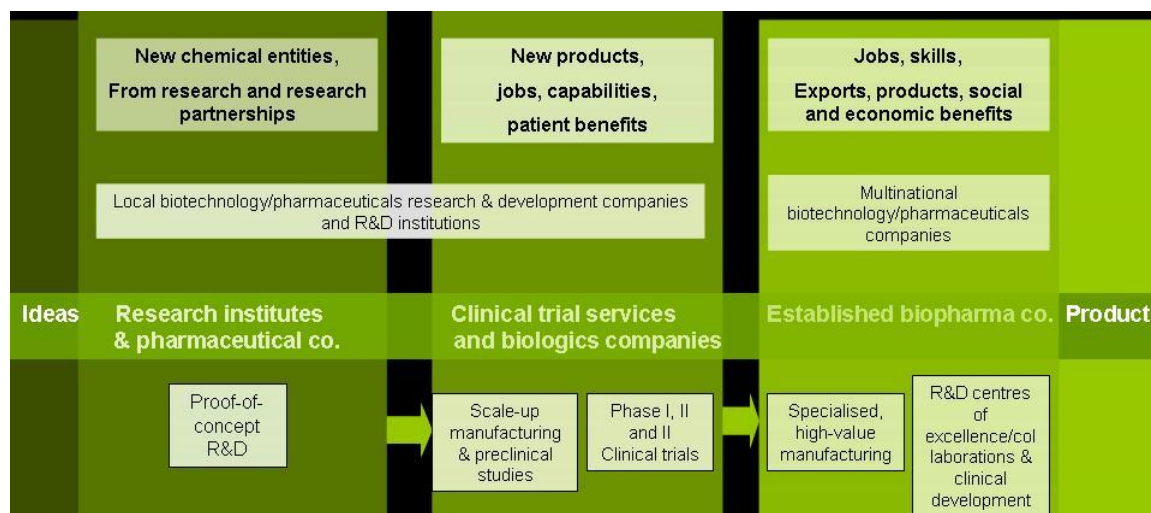 New chemical entities,
From research and research
partnerships
New products,
jobs, capabilities,
patient benefits
Jobs, skills,
Exports, products, social
and economic benefits
Local biotechnology/pharmaceuticals research & development companies
and R&D institutions
Multinational
biotechnology/pharmaceuticals
companies
Ideas
Research institutes
& pharmaceutical co.
Clinical trial services
and biologics companies
Established biopharma co.
Product
Proof-of-
concept
R&D
Scale-up
manufacturing
& preclinical
studies
Phase I, II
and II
Clinical trials
Specialised,
high-value
manufacturing
R&D centres
of
excellence/col
laborations &
clinical
development